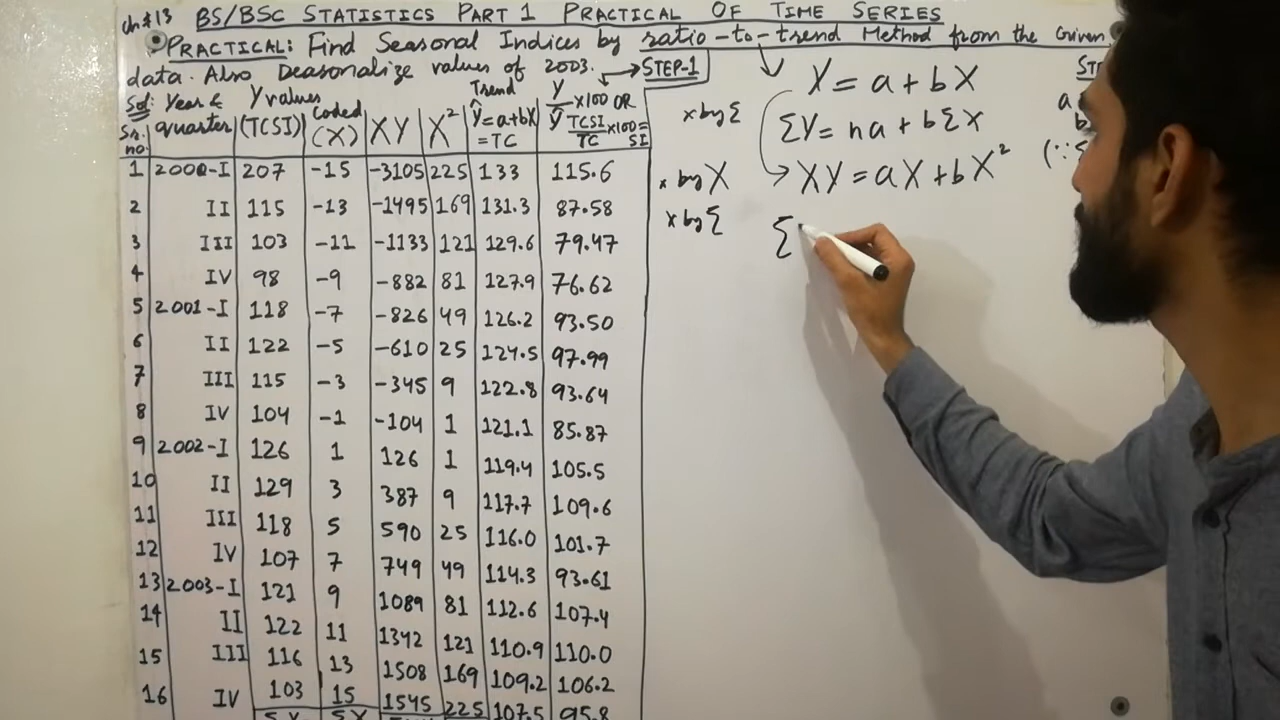 Ch # 13 BS/BSC STATISTICS PART 1 PRACTICAL OF TIME SERIES
PRACTICAL: Find Seasonal Indices by ratio-to-trend Method from the Given
data. Also Deasonalize values of 2003. STEP-1
Sol: Sr. no. Year & quarter Y values (TCSI) Coded (X) XY X² Trend Ŷ=a+bX =TC Y/Ŷ ×100 OR TCSI/TC ×100= SI
1 2000-I 207 -15 -3105 225 133 115.6
2 II 115 -13 -1495 169 131.3 87.58
3 III 103 -11 -1133 121 129.6 79.47
4 IV 98 -9 -882 81 127.9 76.62
5 2001-I 118 -7 -826 49 126.2 93.50
6 II 122 -5 -610 25 124.5 97.99
7 III 115 -3 -345 9 122.8 93.64
8 IV 104 -1 -104 1 121.1 85.87
9 2002-I 126 1 126 1 119.4 105.5
10 II 129 3 387 9 117.7 109.6
11 III 118 5 590 25 116.0 101.7
12 IV 107 7 749 49 114.3 93.61
13 2003-I 121 9 1089 81 112.6 107.4
14 II 122 11 1342 121 110.9 110.0
15 III 116 13 1508 169 109.2 106.2
16 IV 103 15 1545 225 107.5 95.8
Y = a + bX
× by Σ ΣY = na + bΣX
× by X XY = aX + bX²
× by Σ Σ
ST
a
b
(∵